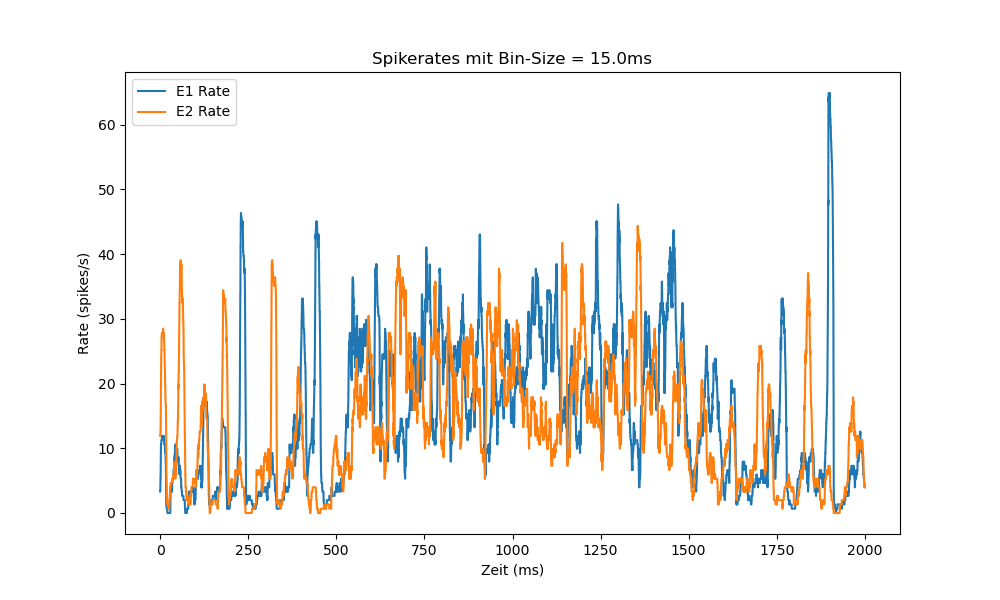 Spikerates mit Bin-Size = 15.0ms
E1 Rate
E2 Rate
Rate (spikes/s)
60
50
40
30
20
10
0
0 250 500 750 1000 1250 1500 1750 2000
Zeit (ms)